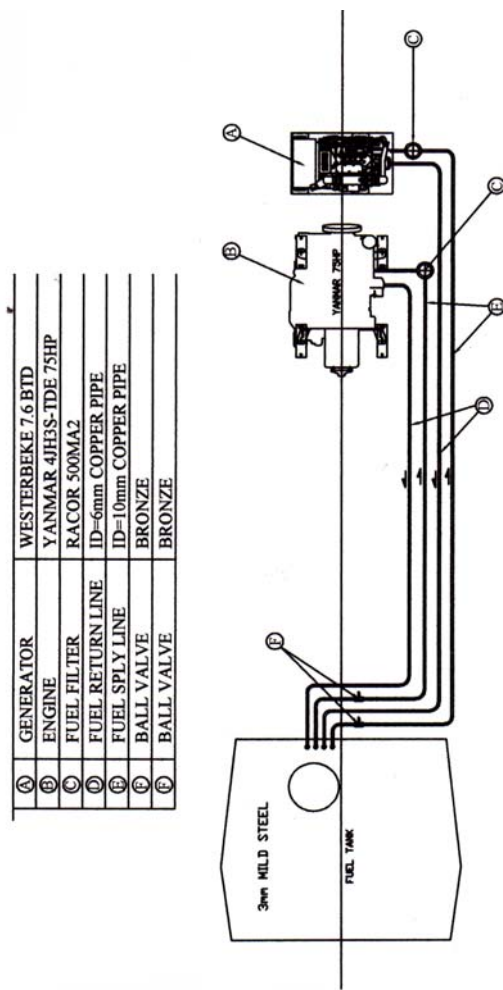 Ⓐ GENERATOR WESTERBEKE 7.6 BTD
Ⓑ ENGINE YANMAR 4JH3S-TDE 75HP
Ⓒ FUEL FILTER RACOR 500MA2
Ⓓ FUEL RETURN LINE ID=6mm COPPER PIPE
Ⓔ FUEL SPLY LINE ID=10mm COPPER PIPE
Ⓕ BALL VALVE BRONZE
Ⓕ BALL VALVE BRONZE
Ⓐ
Ⓑ
YANMAR 75HP
Ⓒ
Ⓒ
Ⓔ
Ⓓ
Ⓕ
3mm MILD STEEL
FUEL TANK